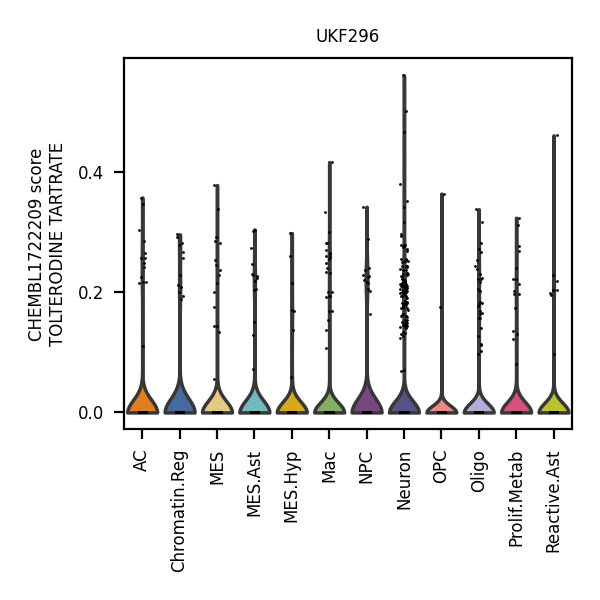 UKF296
CHEMBL1722209 score
TOLTERODINE TARTRATE
0.4
0.2
0.0
AC
Chromatin.Reg
MES
MES.Ast
MES.Hyp
Mac
NPC
Neuron
OPC
Oligo
Prolif.Metab
Reactive.Ast